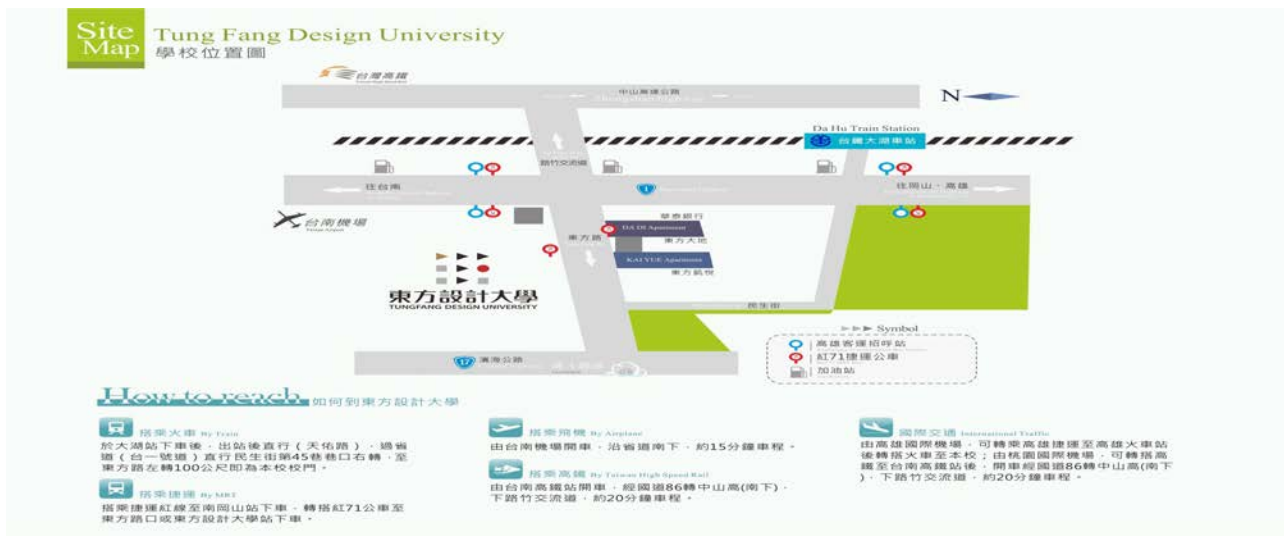 Site
Map
Tung Fang Design University
學校位置圖
台灣高鐵
中山高速公路
N
Da Hu Train Station
台鐵大湖車站
路竹交流道
往台南
1
往岡山、高雄
台南機場
華泰銀行
DA DI Apartment
東方大地
東方路
KAI YUE Apartment
東方凱悅
東方設計大學
TUNGFANG DESIGN UNIVERSITY
民生街
17
濱海公路
Symbol
高雄客運招呼站
紅71捷運公車
加油站
How to reach
如何到東方設計大學
搭乘火車 By Train
於大湖站下車後,出站後直行(天佑路),過省
道(台一號道)直行民生街第45巷巷口右轉,至
東方路左轉100公尺即為本校校門。
搭乘捷運 By MRT
搭乘捷運紅線至南岡山站下車,轉搭紅71公車至
東方路口或東方設計大學站下車。
搭乘飛機 By Airplane
由台南機場開車,沿省道南下,約15分鐘車程。
搭乘高鐵 By Taiwan High Speed Rail
由台南高鐵站開車,經國道86轉中山高(南下),
下路竹交流道,約20分鐘車程。
國際交通 International Traffic
由高雄國際機場,可轉乘高雄捷運至高雄火車站
後轉搭火車至本校;由桃園國際機場,可轉搭高
鐵至台南高鐵站後,開車經國道86轉中山高(南下
),下路竹交流道,約20分鐘車程。